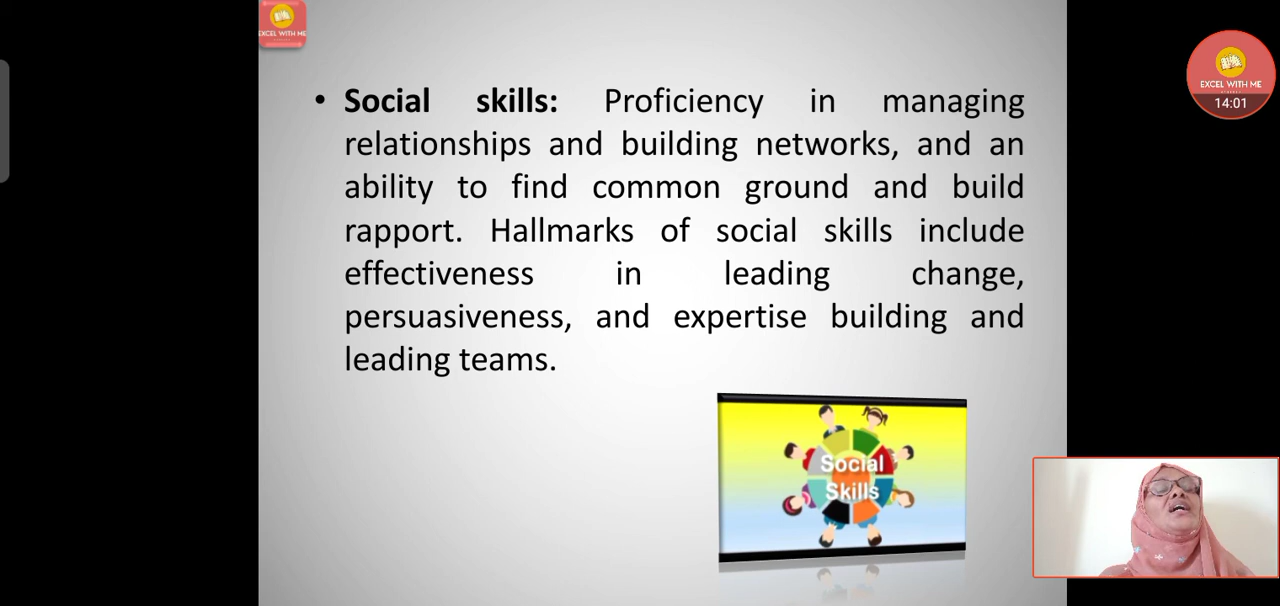 EXCEL WITH ME
• Social skills: Proficiency in managing
relationships and building networks, and an
ability to find common ground and build
rapport. Hallmarks of social skills include
effectiveness in leading change,
persuasiveness, and expertise building and
leading teams.
Social
Skills
EXCEL WITH ME
14:01